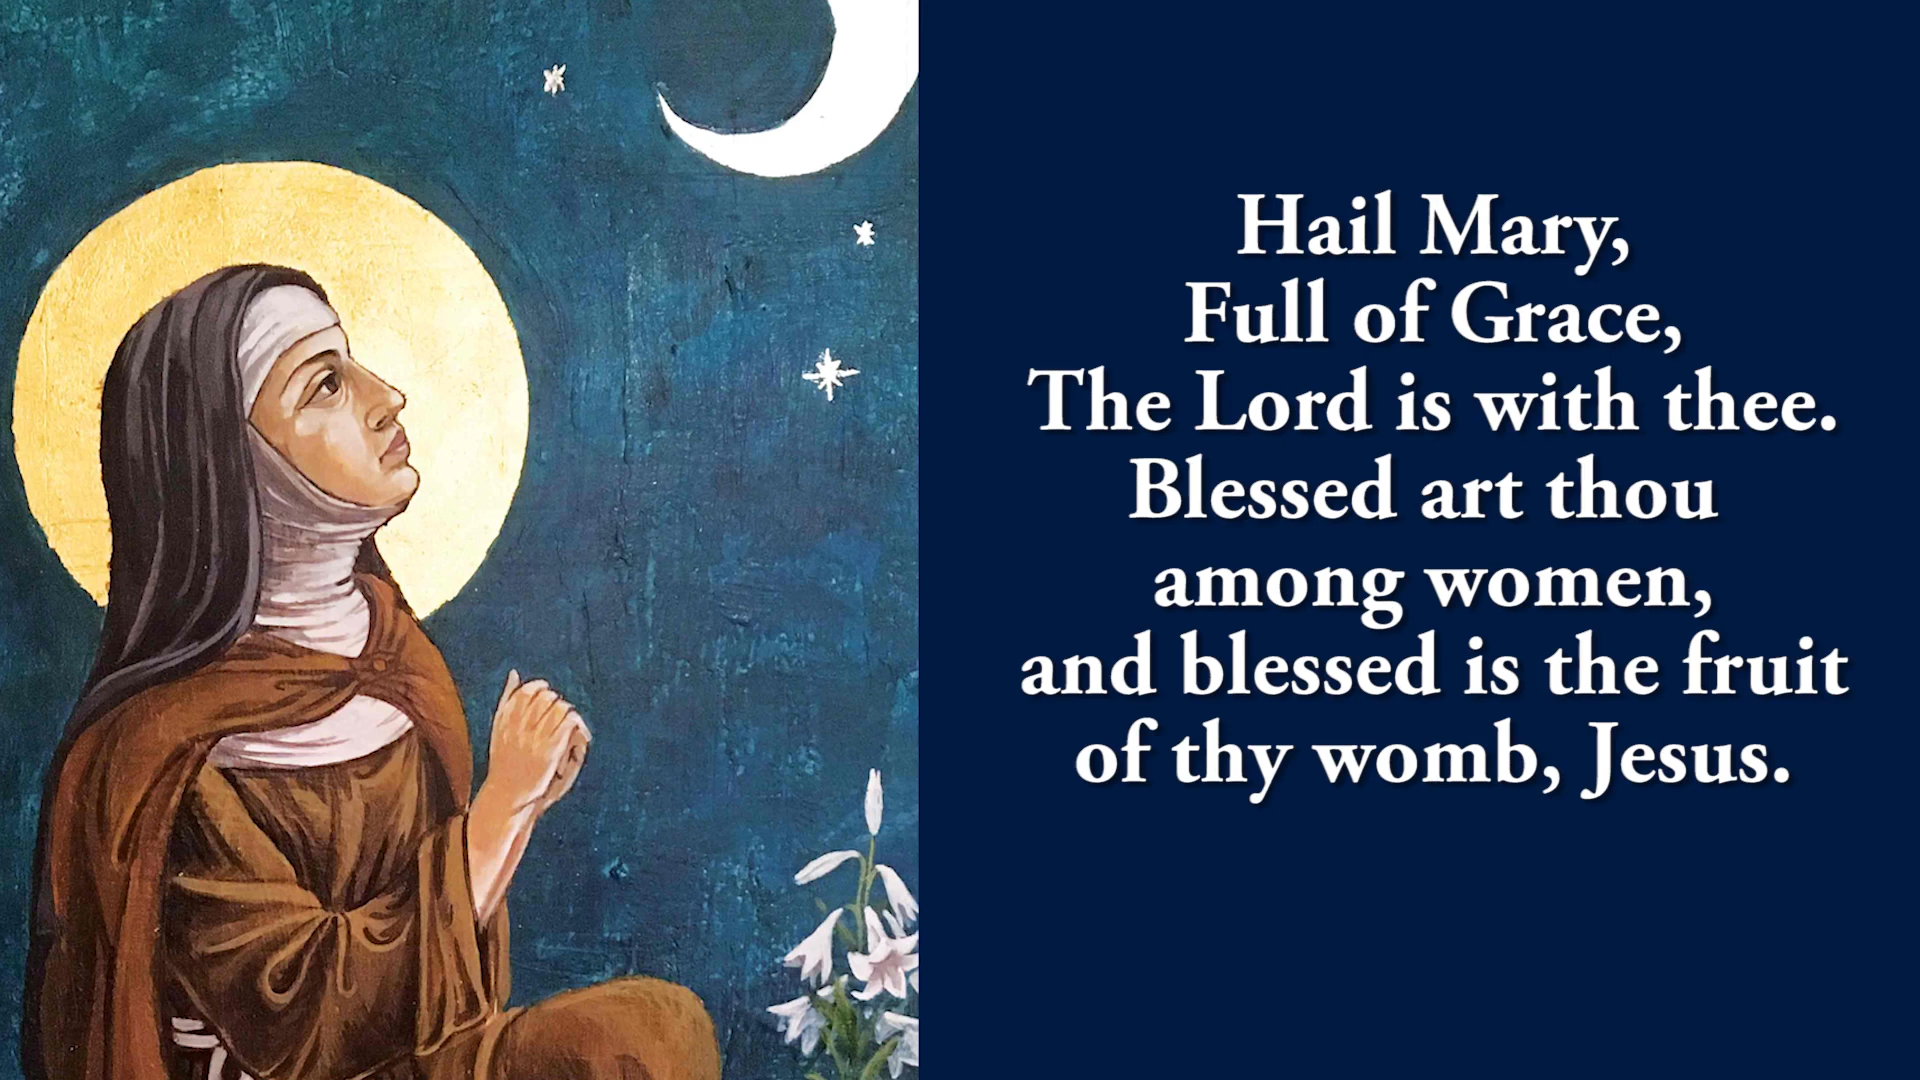 Hail Mary,
Full of Grace,
The Lord is with thee.
Blessed art thou
among women,
and blessed is the fruit
of thy womb, Jesus.